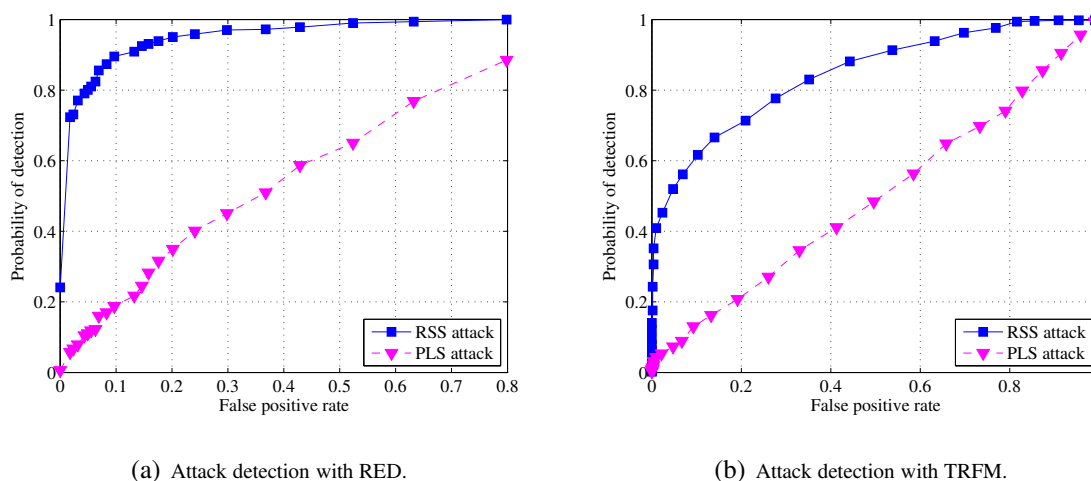 1
0.8
0.6
0.4
0.2
0
Probability of detection
0 0.1 0.2 0.3 0.4 0.5 0.6 0.7 0.8
False positive rate
RSS attack
PLS attack
(a) Attack detection with RED.
1
0.8
0.6
0.4
0.2
0
Probability of detection
0 0.2 0.4 0.6 0.8
False positive rate
RSS attack
PLS attack
(b) Attack detection with TRFM.